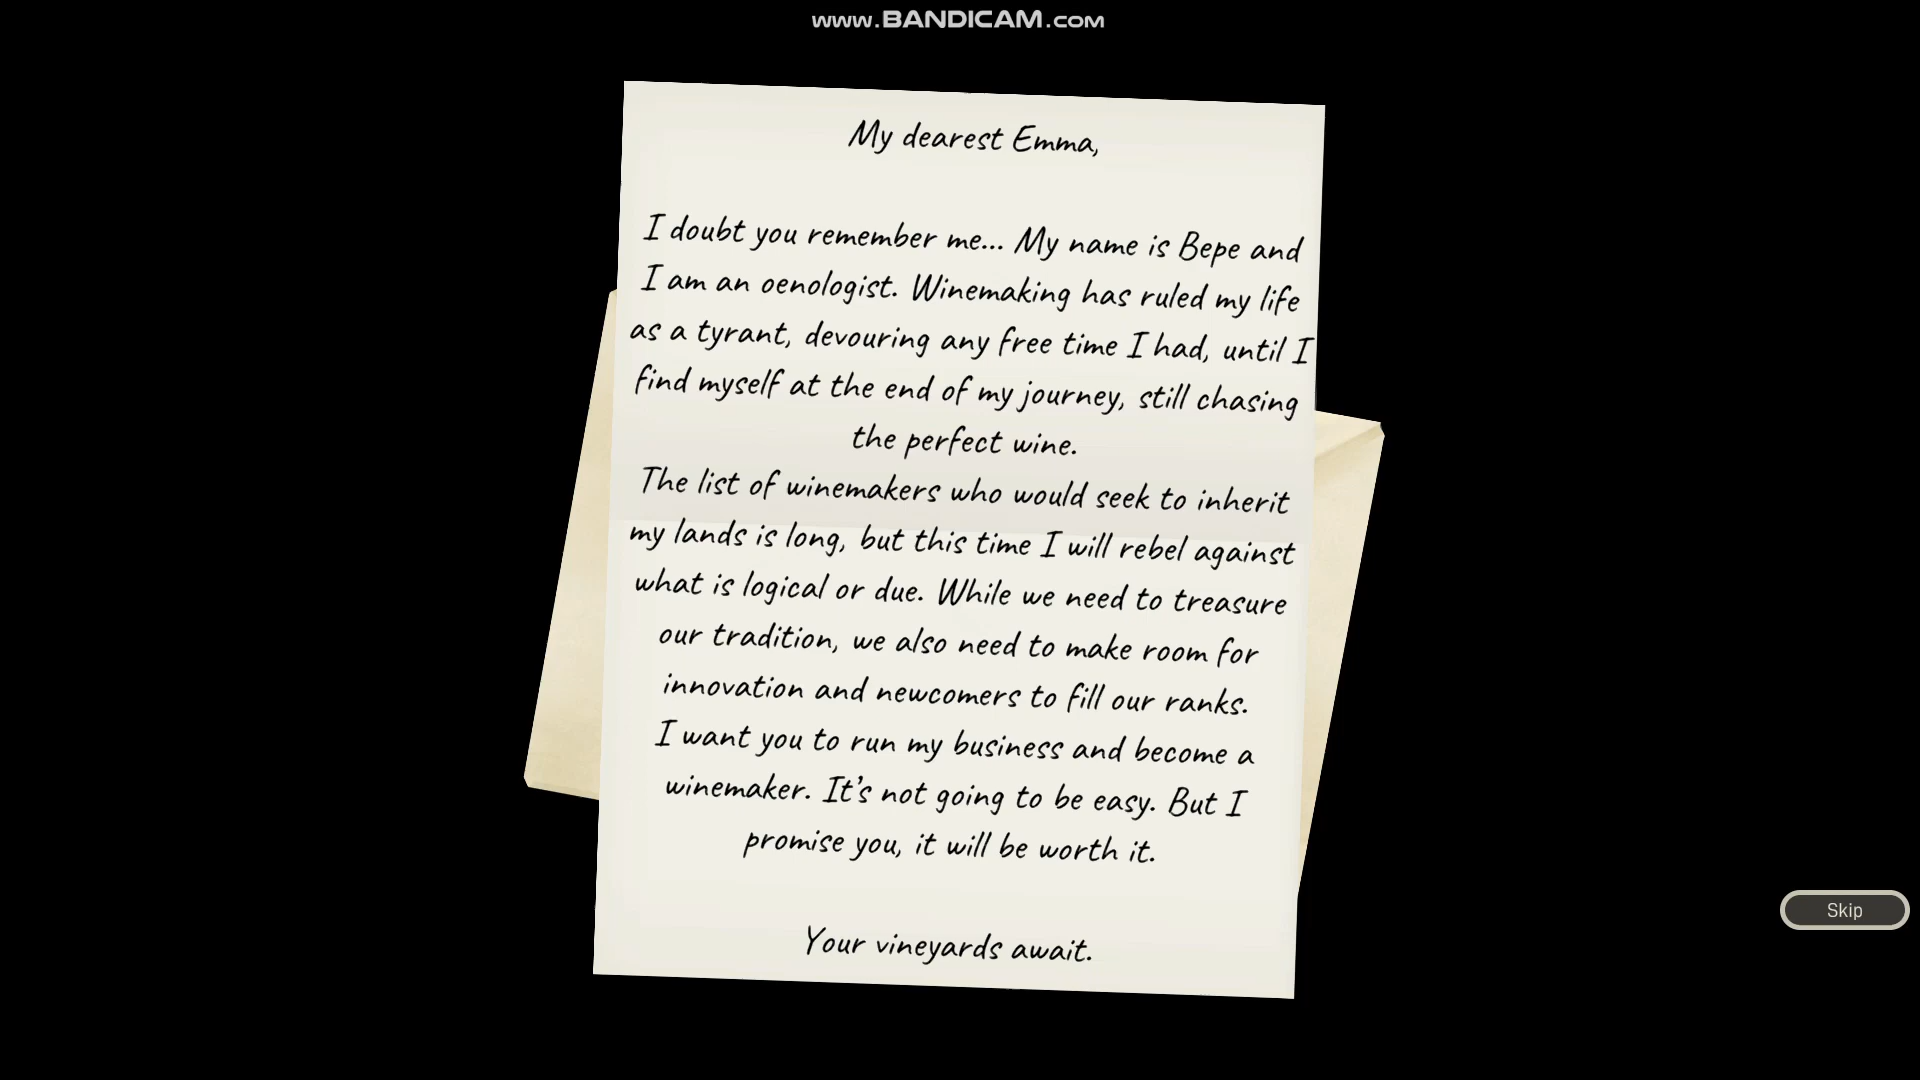 www.BANDICAM.com
My dearest Emma,
I doubt you remember me... My name is Bepe and
I am an oenologist. Winemaking has ruled my life
as a tyrant, devouring any free time I had, until I
find myself at the end of my journey, still chasing
the perfect wine.
The list of winemakers who would seek to inherit
my lands is long, but this time I will rebel against
what is logical or due. While we need to treasure
our tradition, we also need to make room for
innovation and newcomers to fill our ranks.
I want you to run my business and become a
winemaker. It's not going to be easy. But I
promise you, it will be worth it.
Your vineyards await.
Skip